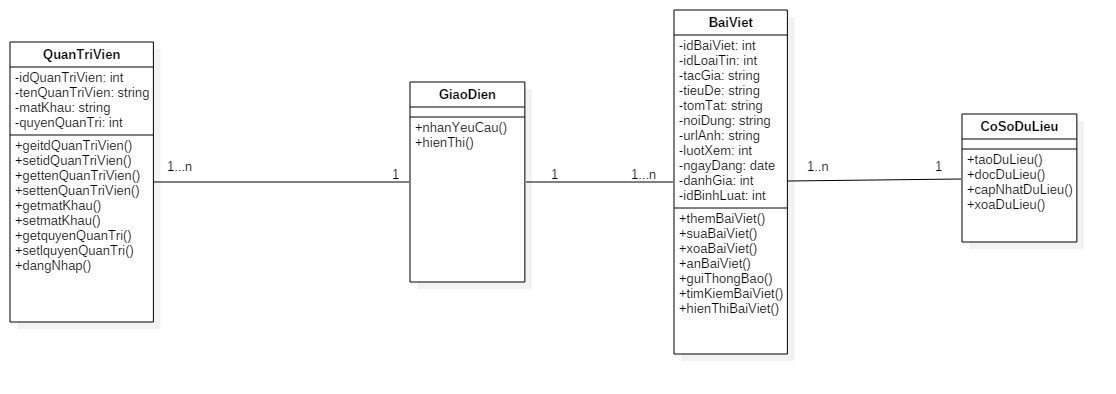 QuanTriVien
-idQuanTriVien: int
-tenQuanTriVien: string
-matKhau: string
-quyenQuanTri: int
+geitdQuanTriVien()
+setidQuanTriVien()
+gettenQuanTriVien()
+settenQuanTriVien()
+getmatKhau()
+setmatKhau()
+getquyenQuanTri()
+setlquyenQuanTri()
+dangNhap()
1...n
1
GiaoDien
+nhanYeuCau()
+hienThi()
1
1...n
BaiViet
-idBaiViet: int
-idLoaiTin: int
-tacGia: string
-tieuDe: string
-tomTat: string
-noiDung: string
-urlAnh: string
-luotXem: int
-ngayDang: date
-danhGia: int
-idBinhLuat: int
+themBaiViet()
+suaBaiViet()
+xoaBaiViet()
+anBaiViet()
+guiThongBao()
+timKiemBaiViet()
+hienThiBaiViet()
1..n
1
CoSoDuLieu
+taoDuLieu()
+docDuLieu()
+capNhatDuLieu()
+xoaDuLieu()